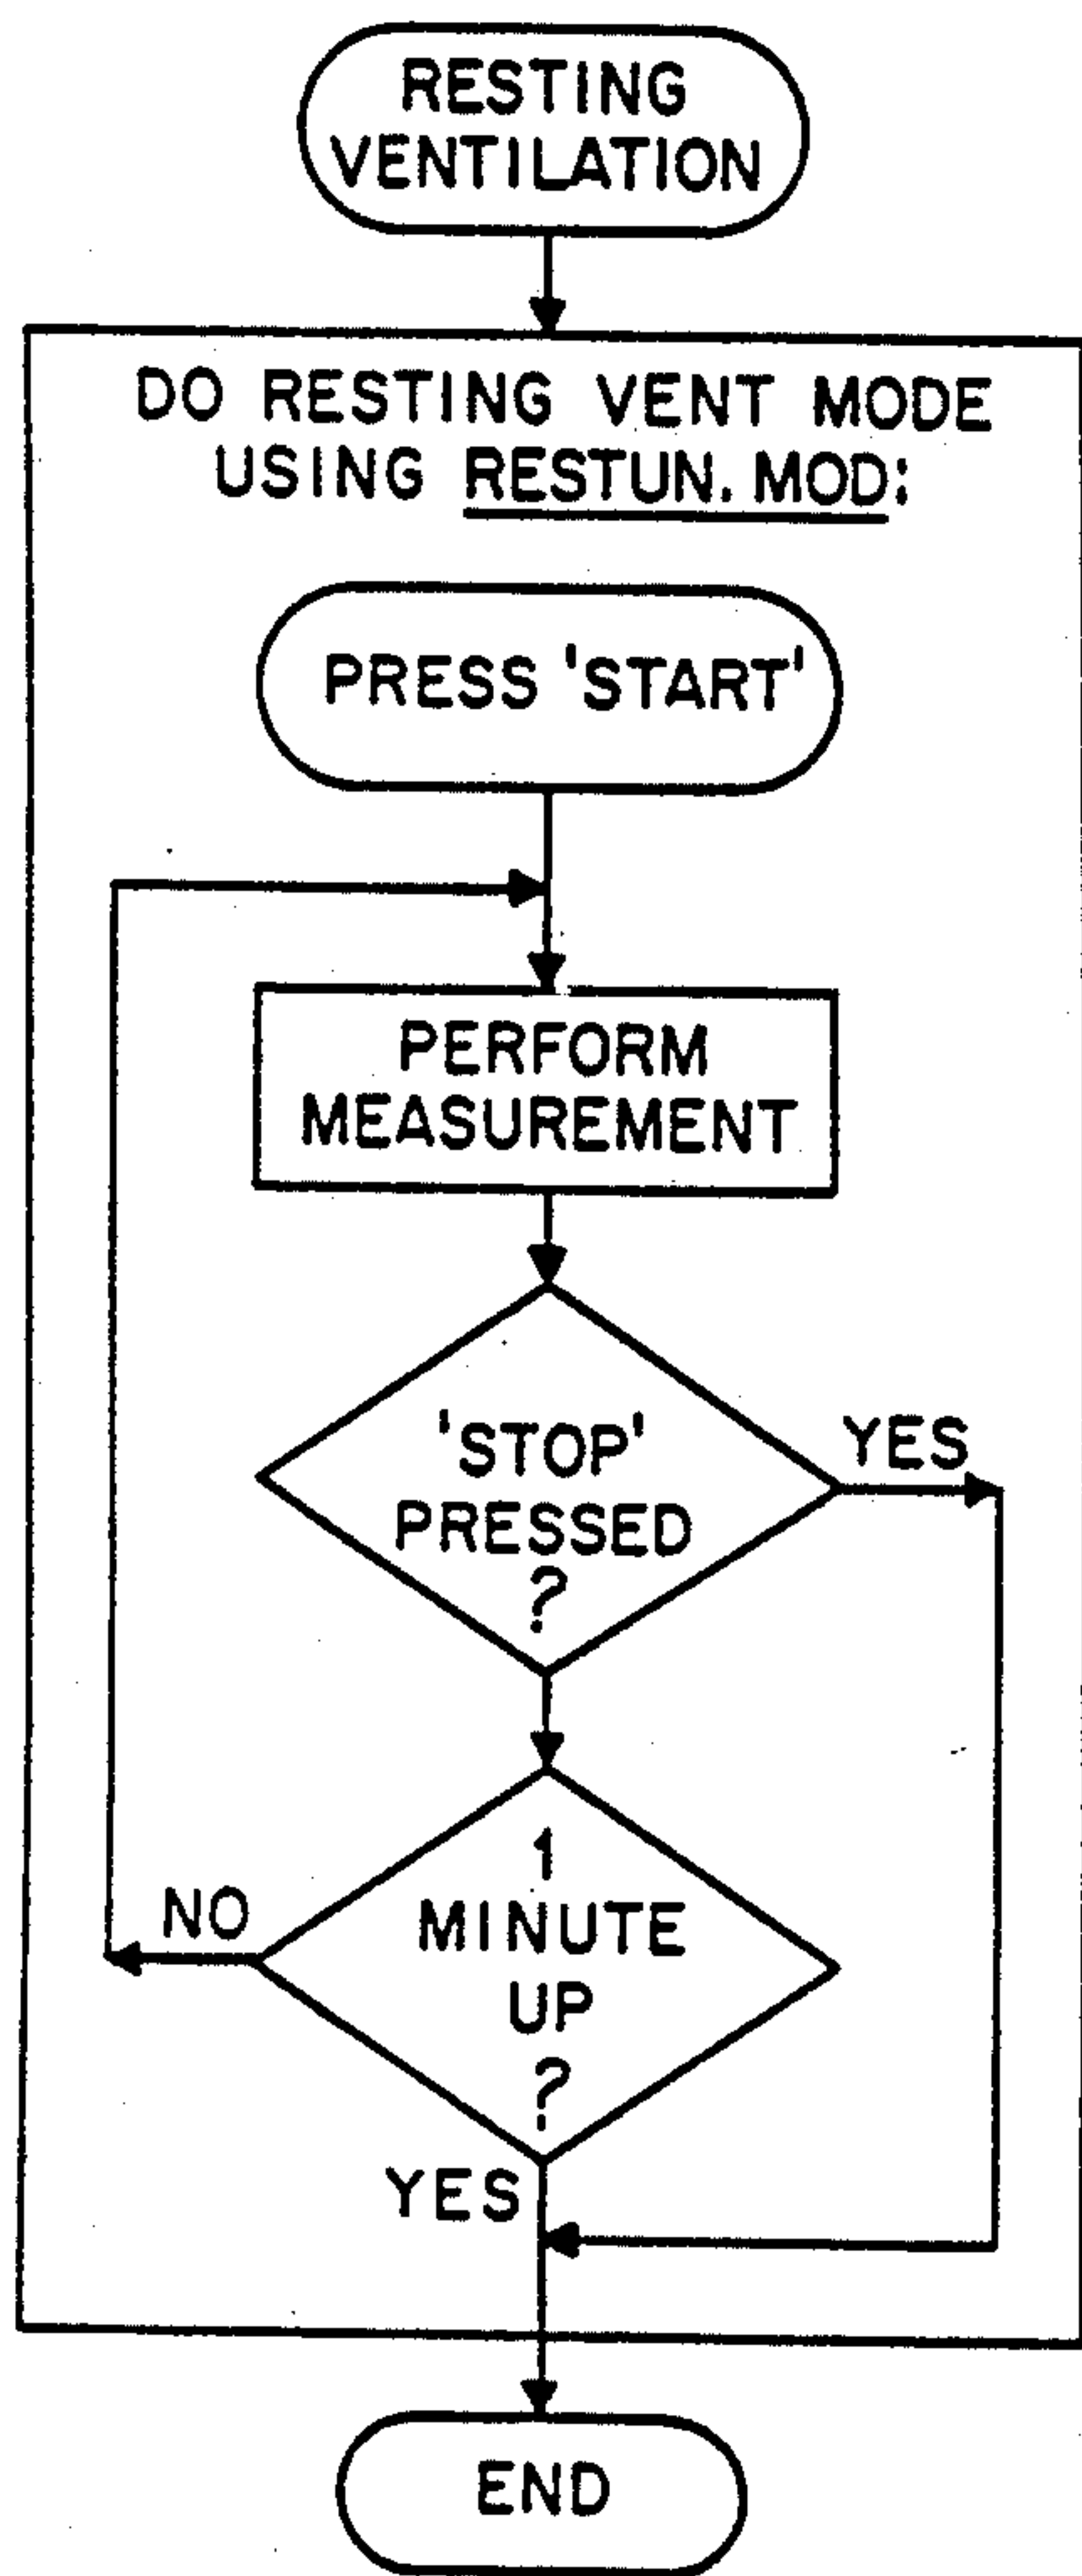 RESTING
VENTILATION
DO RESTING VENT MODE
USING RESTUN.MOD:
PRESS 'START'
PERFORM
MEASUREMENT
'STOP'
PRESSED
?
YES
1
MINUTE
UP
?
NO
YES
END